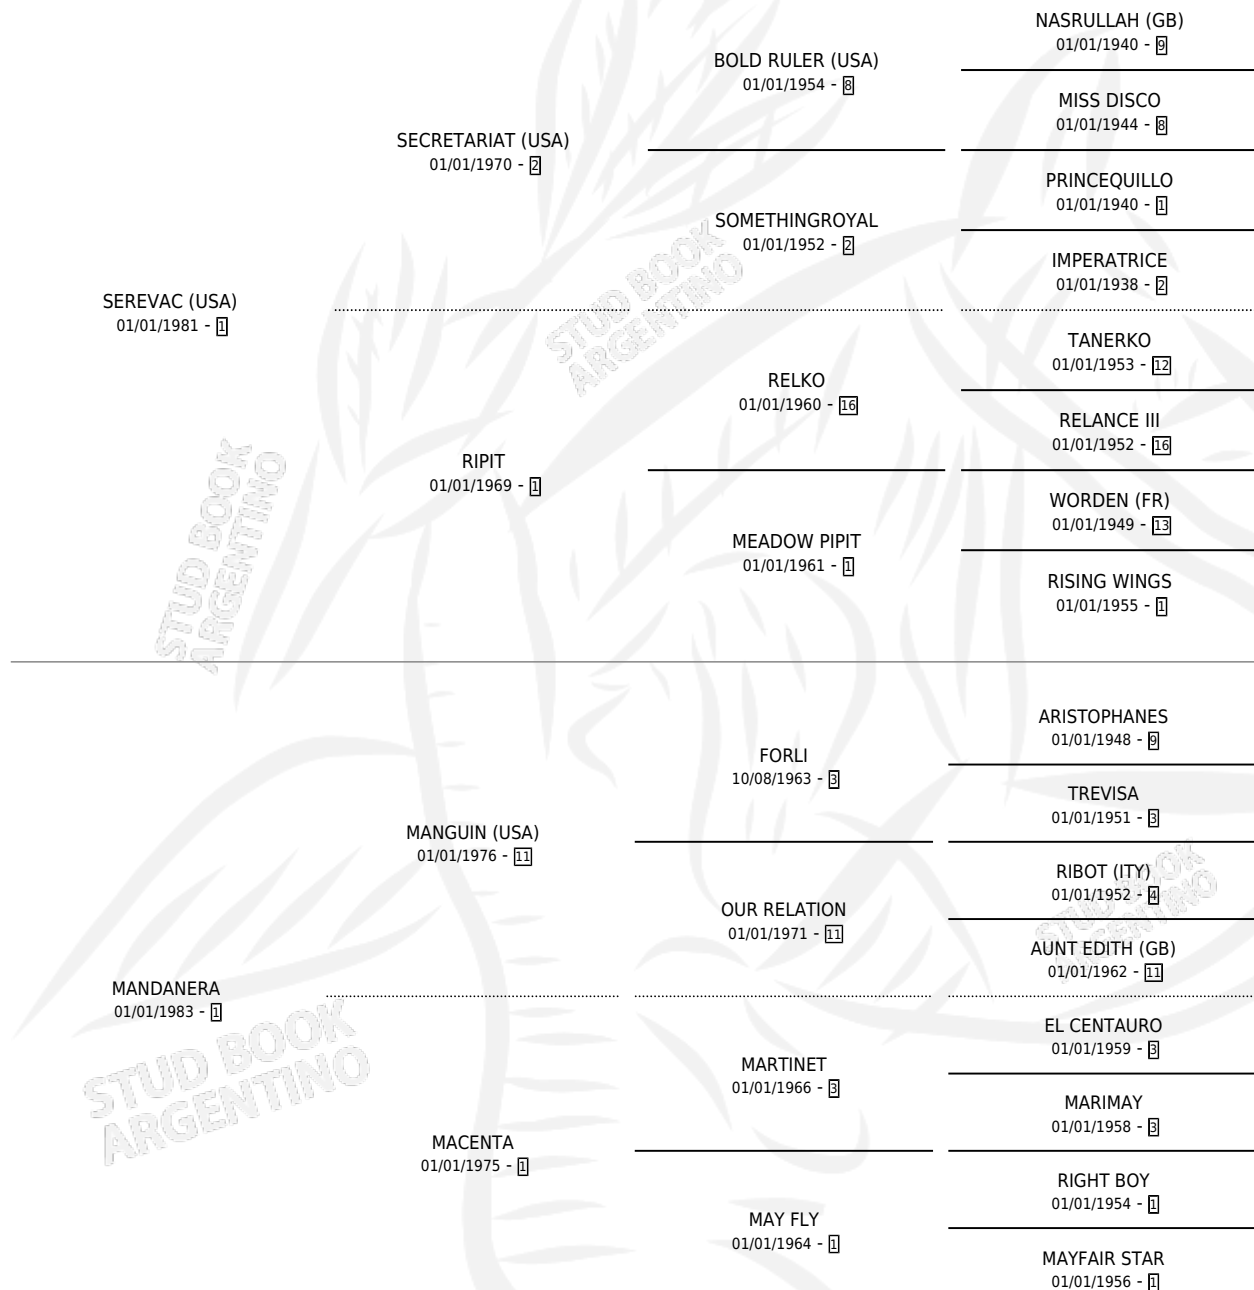 NASRULLAH (GB)
01/01/1940 - 9
BOLD RULER (USA)
01/01/1954 - 8
MISS DISCO
01/01/1944 - 8
SECRETARIAT (USA)
01/01/1970 - 2
PRINCEQUILLO
01/01/1940 - 1
SOMETHINGROYAL
01/01/1952 - 2
IMPERATRICE
01/01/1938 - 2
SEREVAC (USA)
01/01/1981 - 1
STUD BOOK
ARGENTINO
TANERKO
01/01/1953 - 12
RELKO
01/01/1960 - 16
RELANCE III
01/01/1952 - 16
RIPIT
01/01/1969 - 1
WORDEN (FR)
01/01/1949 - 13
MEADOW PIPIT
01/01/1961 - 1
RISING WINGS
01/01/1955 - 1
STUD BOOK
ARGENTINO
ARISTOPHANES
01/01/1948 - 9
FORLI
10/08/1963 - 3
TREVISA
01/01/1951 - 3
MANGUIN (USA)
01/01/1976 - 11
RIBOT (ITY)
01/01/1952 - 4
OUR RELATION
01/01/1971 - 11
STUD BOOK
ARGENTINO
AUNT EDITH (GB)
01/01/1962 - 11
MANDANERA
01/01/1983 - 1
EL CENTAURO
01/01/1959 - 3
STUD BOOK
ARGENTINO
MARTINET
01/01/1966 - 3
MARIMAY
01/01/1958 - 3
MACENTA
01/01/1975 - 1
RIGHT BOY
01/01/1954 - 1
MAY FLY
01/01/1964 - 1
MAYFAIR STAR
01/01/1956 - 1